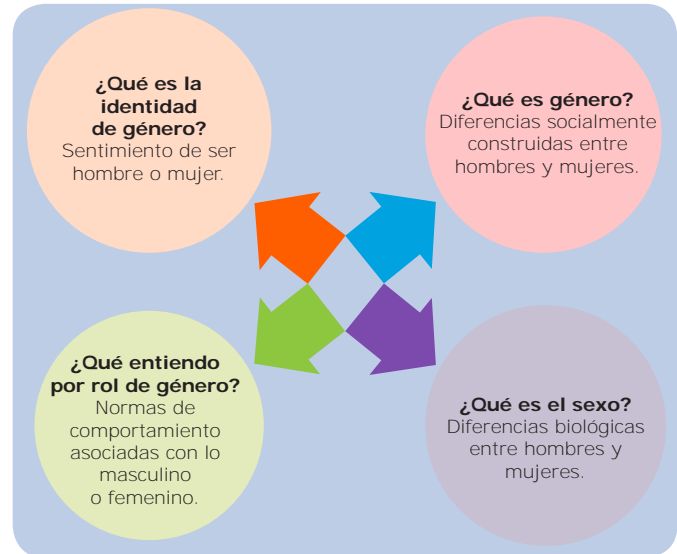 ¿Qué es la
identidad
de género?
Sentimiento de ser
hombre o mujer.
¿Qué es género?
Diferencias socialmente
construidas entre
hombres y mujeres.
¿Qué entiendo
por rol de género?
Normas de
comportamiento
asociadas con lo
masculino
o femenino.
¿Qué es el sexo?
Diferencias biológicas
entre hombres y
mujeres.